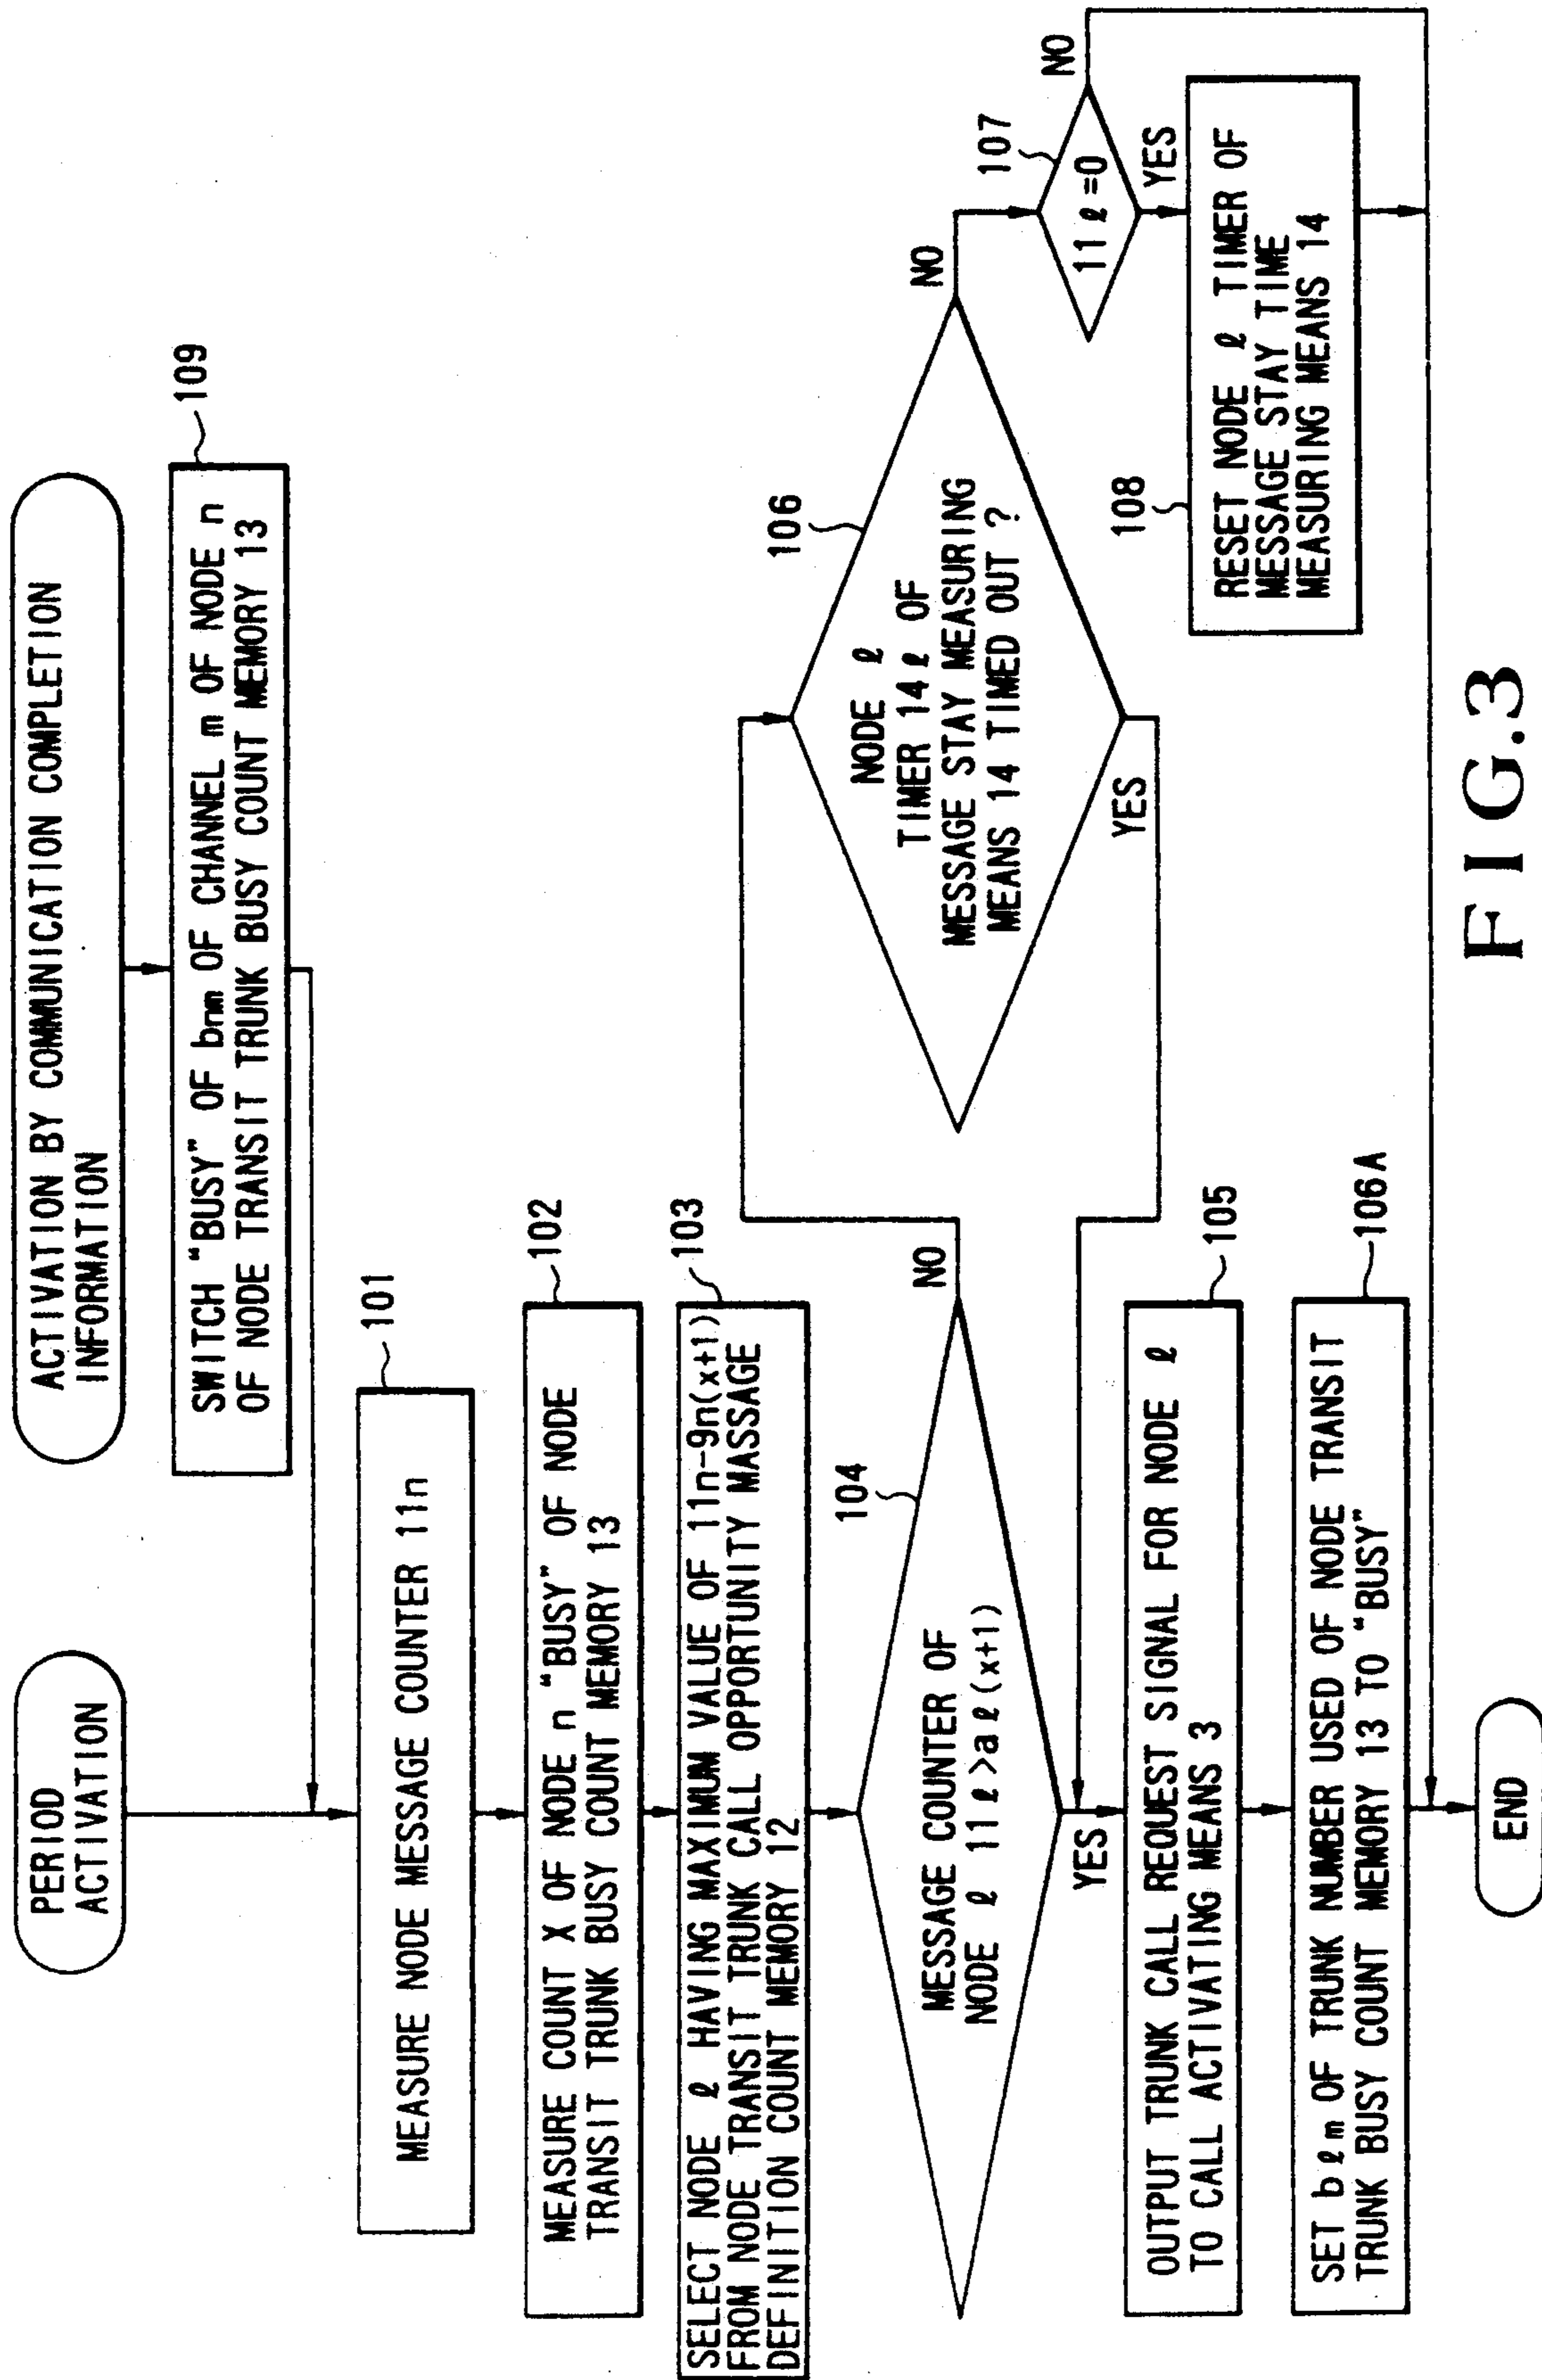 PERIOD
ACTIVATION
ACTIVATION BY COMMUNICATION COMPLETION
INFORMATION
109
SWITCH “BUSY” OF bnm OF CHANNEL m OF NODE n
OF NODE TRANSIT TRUNK BUSY COUNT MEMORY 13
101
MEASURE NODE MESSAGE COUNTER 11n
102
MEASURE COUNT X OF NODE n “BUSY” OF NODE
TRANSIT TRUNK BUSY COUNT MEMORY 13
103
SELECT NODE ℓ HAVING MAXIMUM VALUE OF 11n-9n(x+1)
FROM NODE TRANSIT TRUNK CALL OPPORTUNITY MASSAGE
DEFINITION COUNT MEMORY 12
104
MESSAGE COUNTER OF
NODE ℓ 11ℓ>aℓ(x+1)
NO
YES
106
NODE ℓ
TIMER 14ℓ OF
MESSAGE STAY MEASURING
MEANS 14 TIMED OUT ?
NO
YES
107
11ℓ=0
NO
YES
108
RESET NODE ℓ TIMER OF
MESSAGE STAY TIME
MEASURING MEANS 14
105
OUTPUT TRUNK CALL REQUEST SIGNAL FOR NODE ℓ
TO CALL ACTIVATING MEANS 3
106A
SET bℓm OF TRUNK NUMBER USED OF NODE TRANSIT
TRUNK BUSY COUNT MEMORY 13 TO “BUSY”
END
FIG.3